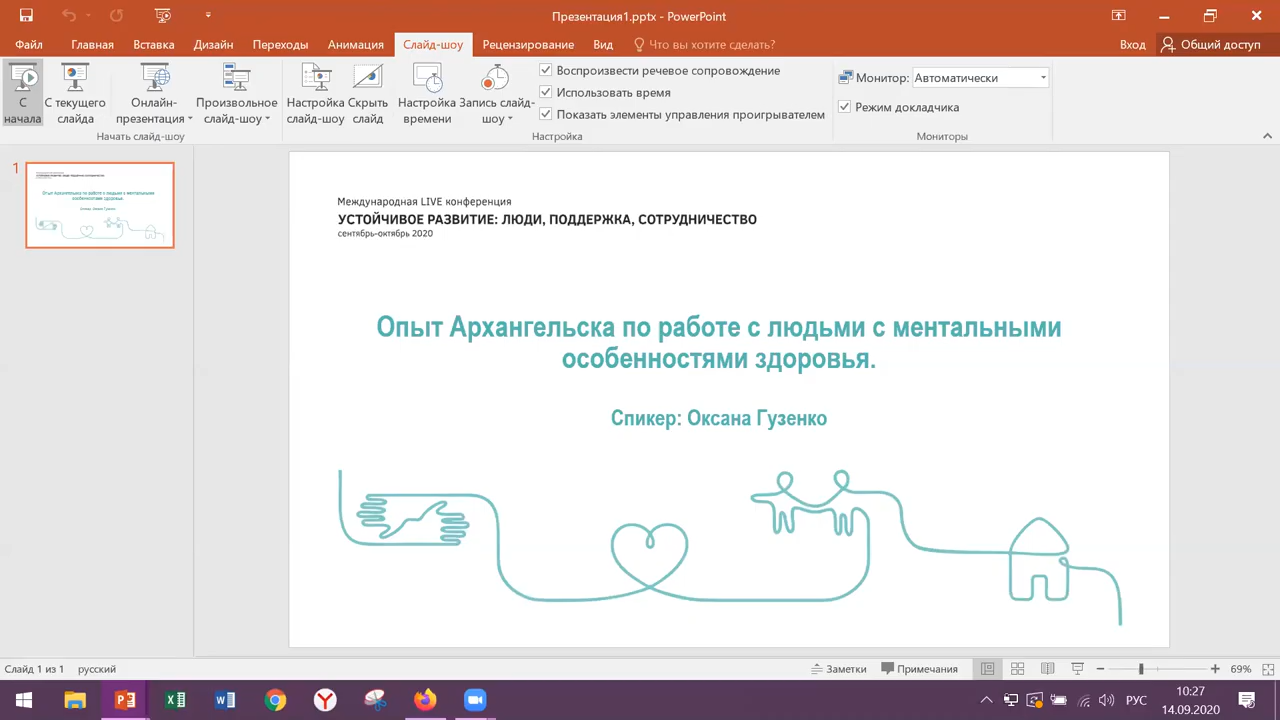 Презентация1.pptx - PowerPoint
Файл Главная Вставка Дизайн Переходы Анимация Слайд-шоу Рецензирование Вид Что вы хотите сделать? Вход Общий доступ
С начала
С текущего слайда
Онлайн-презентация
Произвольное слайд-шоу
Начать слайд-шоу
Настройка слайд-шоу
Скрыть слайд
Настройка времени
Запись слайд-шоу
Воспроизвести речевое сопровождение
Использовать время
Показать элементы управления проигрывателем
Настройка
Монитор: Автоматически
Режим докладчика
Мониторы
1
Международная LIVE конференция
УСТОЙЧИВОЕ РАЗВИТИЕ: ЛЮДИ, ПОДДЕРЖКА, СОТРУДНИЧЕСТВО
сентябрь-октябрь 2020
Опыт Архангельска по работе с людьми с ментальными
особенностями здоровья.
Спикер: Оксана Гузенко
Слайд 1 из 1 русский Заметки Примечания 69%
РУС
10:27
14.09.2020